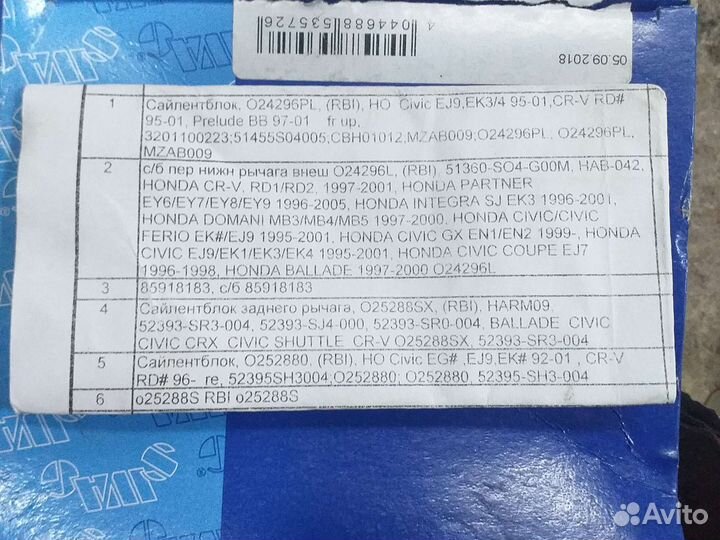 4 044688 535726
05.09.2018
1 Сайлентблок, O24296PL, (RBI), HO Civic EJ9,EK3/4 95-01,CR-V RD#
95-01, Prelude BB 97-01 fr up,
3201100223;51455S04005,CBH01012,MZAB009;O24296PL, O24296PL,
MZAB009
2 с/б пер нижн рычага внеш O24296L, (RBI), 51360-SO4-G00M, HAB-042,
HONDA CR-V, RD1/RD2, 1997-2001, HONDA PARTNER
EY6/EY7/EY8/EY9 1996-2005, HONDA INTEGRA SJ EK3 1996-2001,
HONDA DOMANI MB3/MB4/MB5 1997-2000, HONDA CIVIC/CIVIC
FERIO EK#/EJ9 1995-2001, HONDA CIVIC GX EN1/EN2 1999-, HONDA
CIVIC EJ9/EK1/EK3/EK4 1995-2001, HONDA CIVIC COUPE EJ7
1996-1998, HONDA BALLADE 1997-2000 O24296L
3 85918183, с/б 85918183
4 Сайлентблок заднего рычага, O25288SX, (RBI), HARM09,
52393-SR3-004, 52393-SJ4-000, 52393-SR0-004, BALLADE CIVIC
CIVIC CRX CIVIC SHUTTLE CR-V O25288SX, 52393-SR3-004
5 Сайлентблок, O252880, (RBI), HO Civic EG# ,EJ9,EK# 92-01 , CR-V
RD# 96- re, 52395SH3004;O252880; O252880, 52395-SH3-004
6 o25288S RBI o25288S
Avito